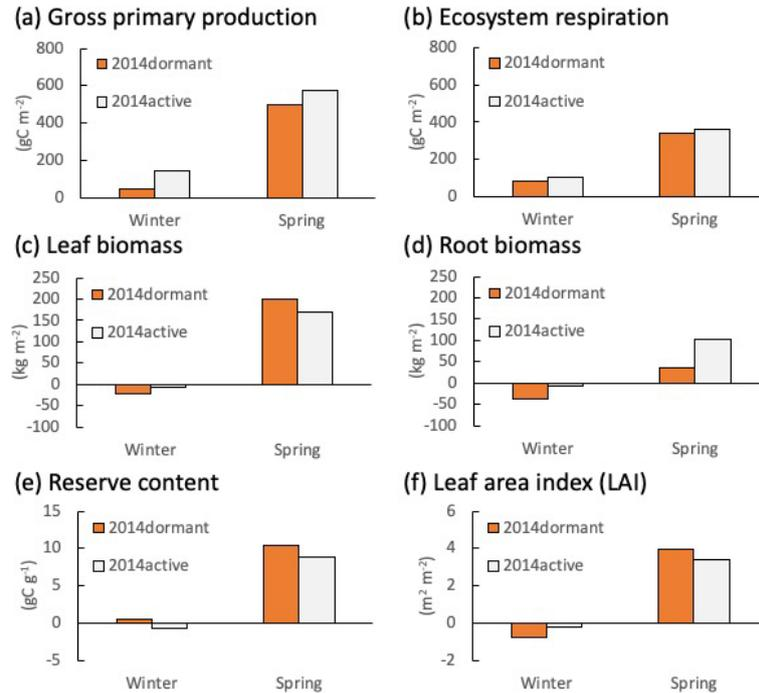 (a) Gross primary production
800
600
400
200
0
(gC m⁻²)
2014dormant
2014active
Winter
Spring
(b) Ecosystem respiration
800
600
400
200
0
(gC m⁻²)
2014dormant
2014active
Winter
Spring
(c) Leaf biomass
250
200
150
100
50
0
-50
-100
(kg m⁻²)
2014dormant
2014active
Winter
Spring
(d) Root biomass
250
200
150
100
50
0
-50
-100
(kg m⁻²)
2014dormant
2014active
Winter
Spring
(e) Reserve content
15
10
5
0
-5
(gC g⁻¹)
2014dormant
2014active
Winter
Spring
(f) Leaf area index (LAI)
6
4
2
0
-2
(m² m⁻²)
2014dormant
2014active
Winter
Spring